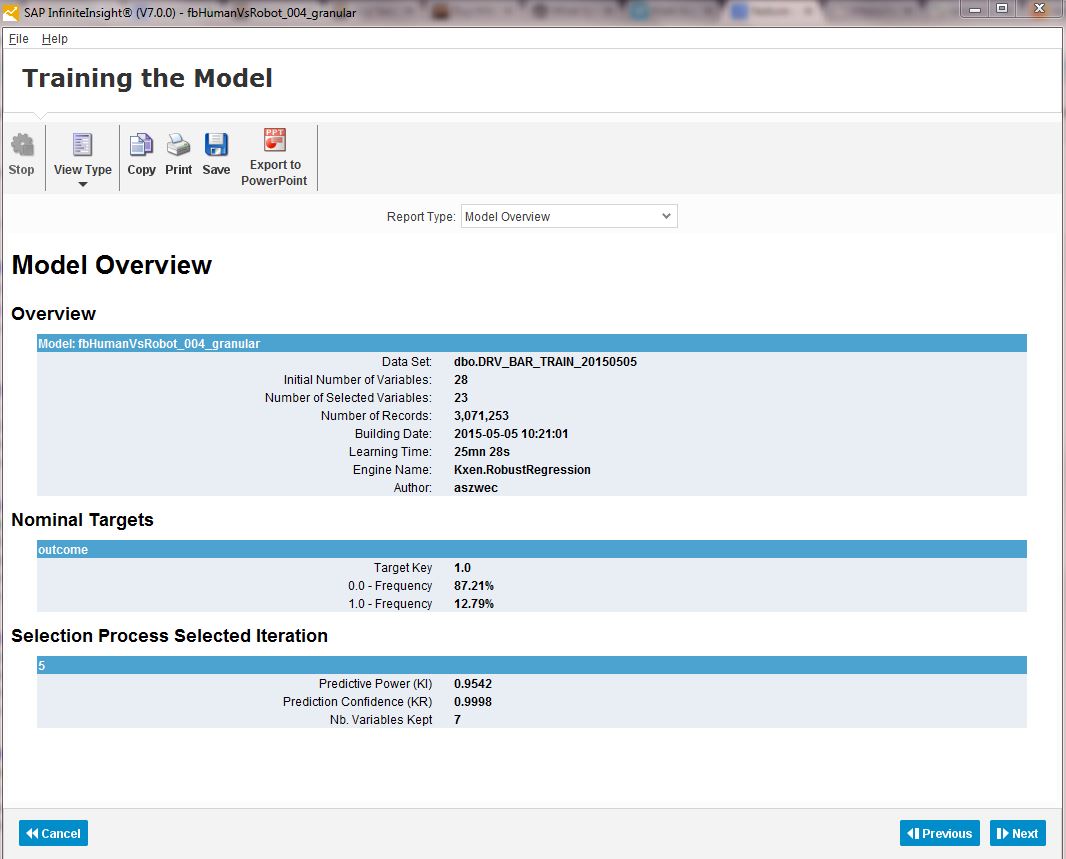 SAP InfiniteInsight® (V7.0.0) - fbHumanVsRobot_004_granular
File Help
Training the Model
Stop
View Type
Copy
Print
Save
PPT
Export to
PowerPoint
Report Type: Model Overview
Model Overview
Overview
Model: fbHumanVsRobot_004_granular
Data Set: dbo.DRV_BAR_TRAIN_20150505
Initial Number of Variables: 28
Number of Selected Variables: 23
Number of Records: 3,071,253
Building Date: 2015-05-05 10:21:01
Learning Time: 25mn 28s
Engine Name: Kxen.RobustRegression
Author: aszwec
Nominal Targets
outcome
Target Key 1.0
0.0 - Frequency 87.21%
1.0 - Frequency 12.79%
Selection Process Selected Iteration
5
Predictive Power (KI) 0.9542
Prediction Confidence (KR) 0.9998
Nb. Variables Kept 7
Cancel Previous Next